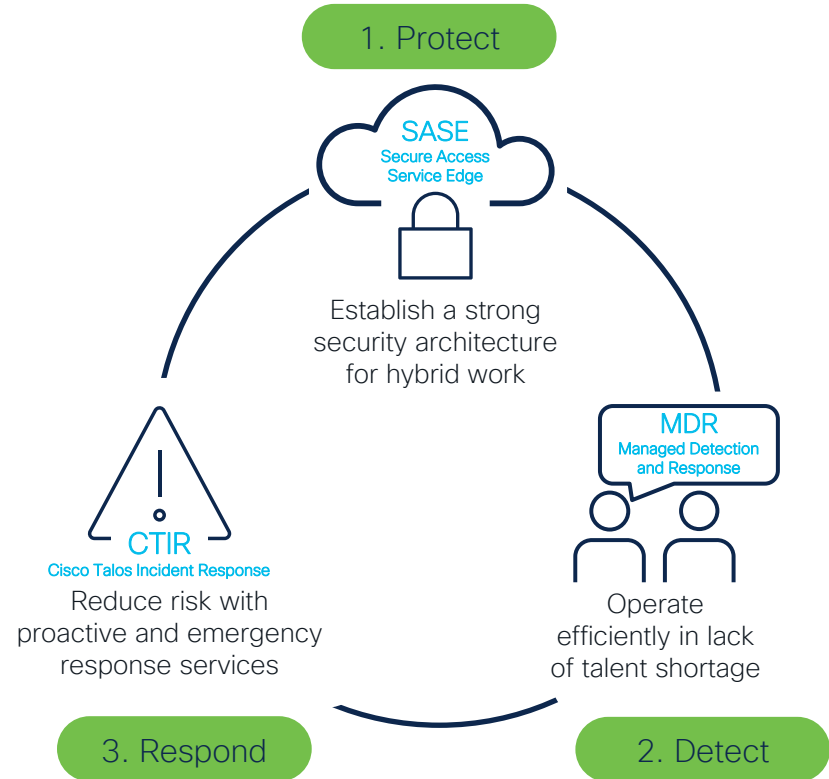 1. Protect
SASE
Secure Access
Service Edge
Establish a strong
security architecture
for hybrid work
MDR
Managed Detection
and Response
Operate
efficiently in lack
of talent shortage
2. Detect
CTIR
Cisco Talos Incident Response
Reduce risk with
proactive and emergency
response services
3. Respond